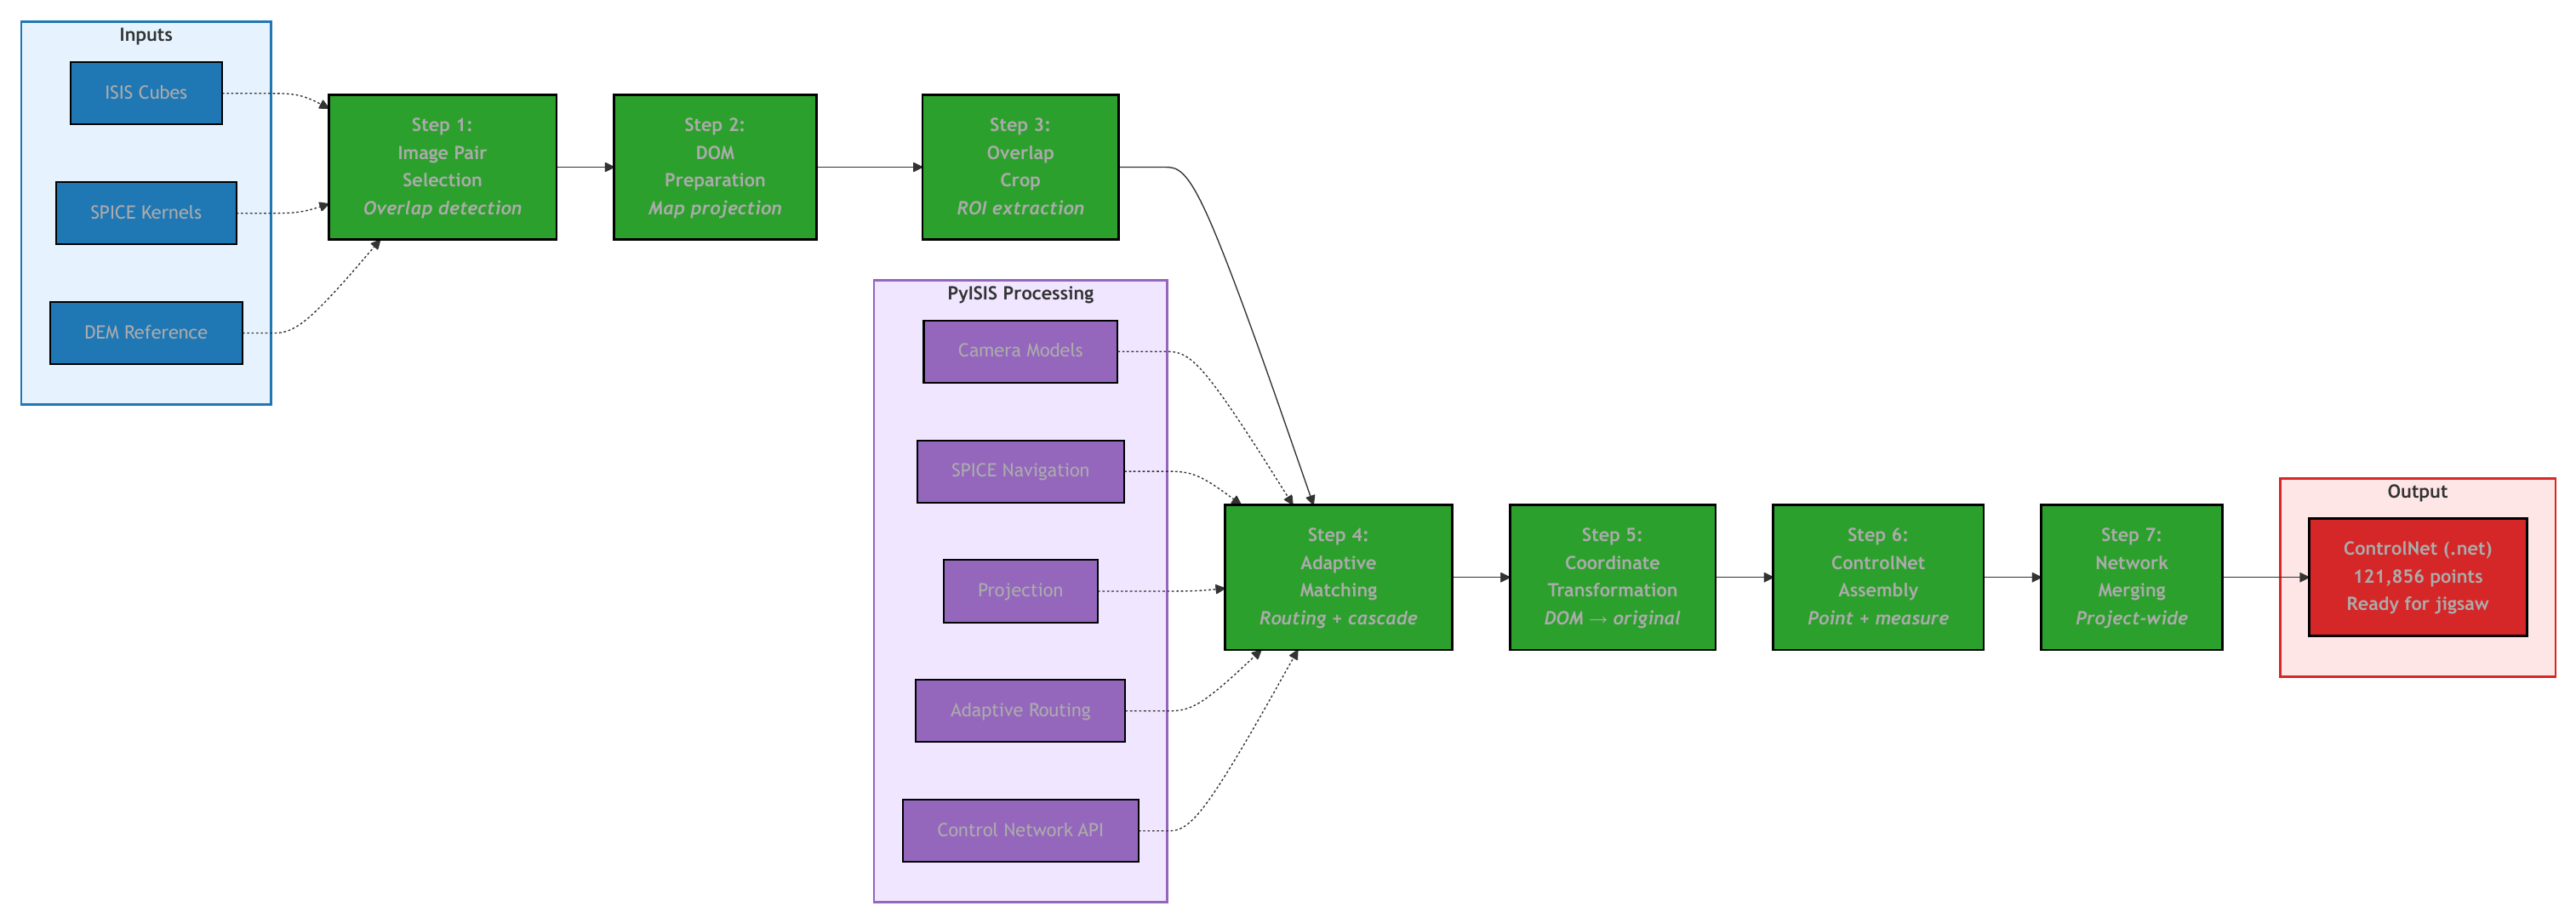 Inputs
ISIS Cubes
SPICE Kernels
DEM Reference
Step 1:
Image Pair
Selection
Overlap detection
Step 2:
DOM
Preparation
Map projection
Step 3:
Overlap
Crop
ROI extraction
PyISIS Processing
Camera Models
SPICE Navigation
Projection
Adaptive Routing
Control Network API
Step 4:
Adaptive
Matching
Routing + cascade
Step 5:
Coordinate
Transformation
DOM → original
Step 6:
ControlNet
Assembly
Point + measure
Step 7:
Network
Merging
Project-wide
Output
ControlNet (.net)
121,856 points
Ready for jigsaw